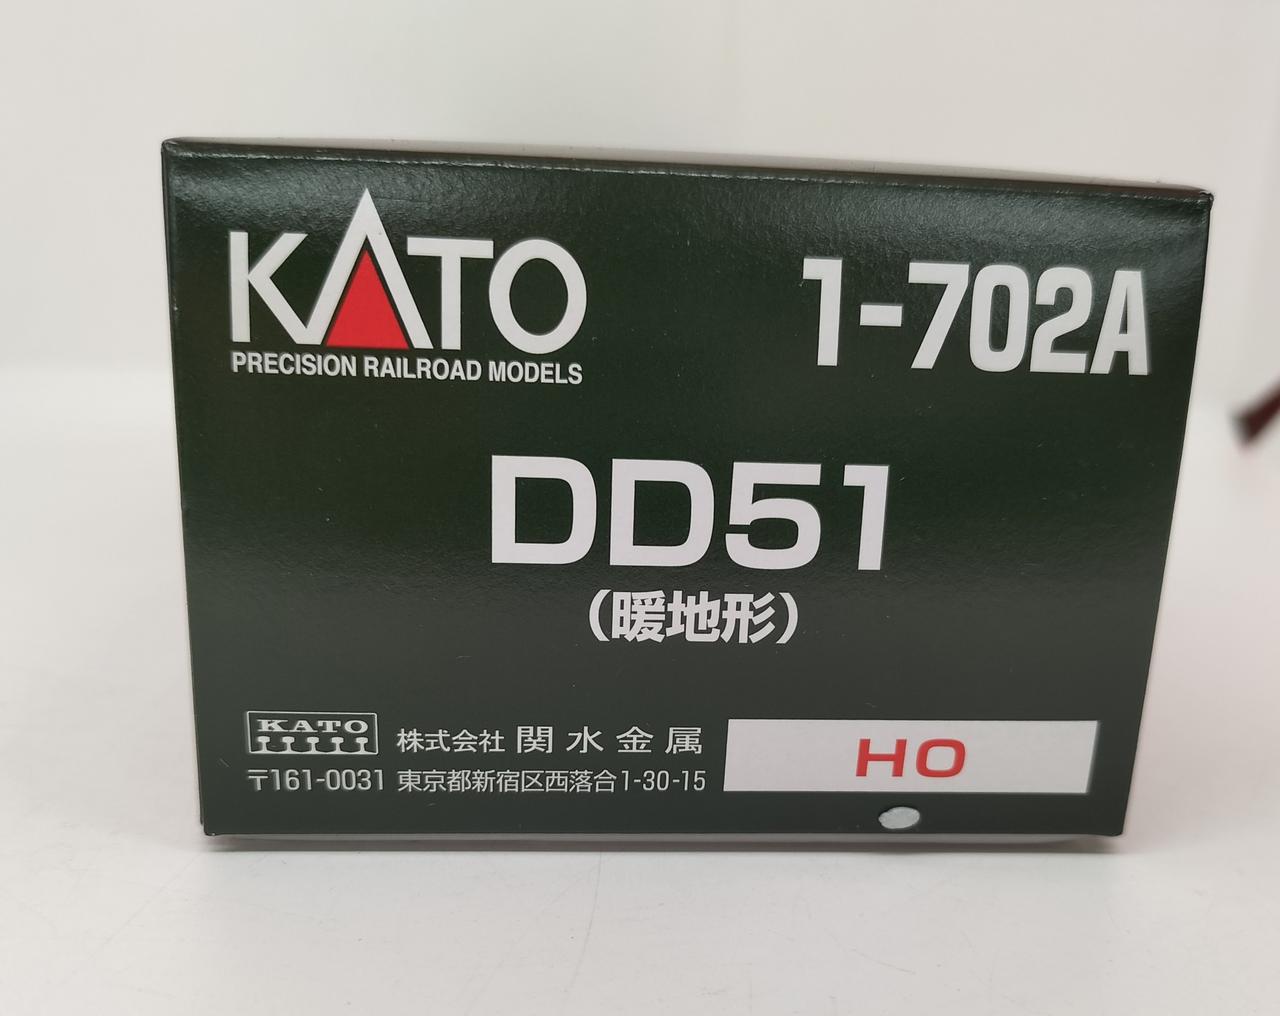 KATO
PRECISION RAILROAD MODELS
1-702A
DD51
(暖地形)
KATO
株式会社 関水金属
〒161-0031 東京都新宿区西落合1-30-15
HO